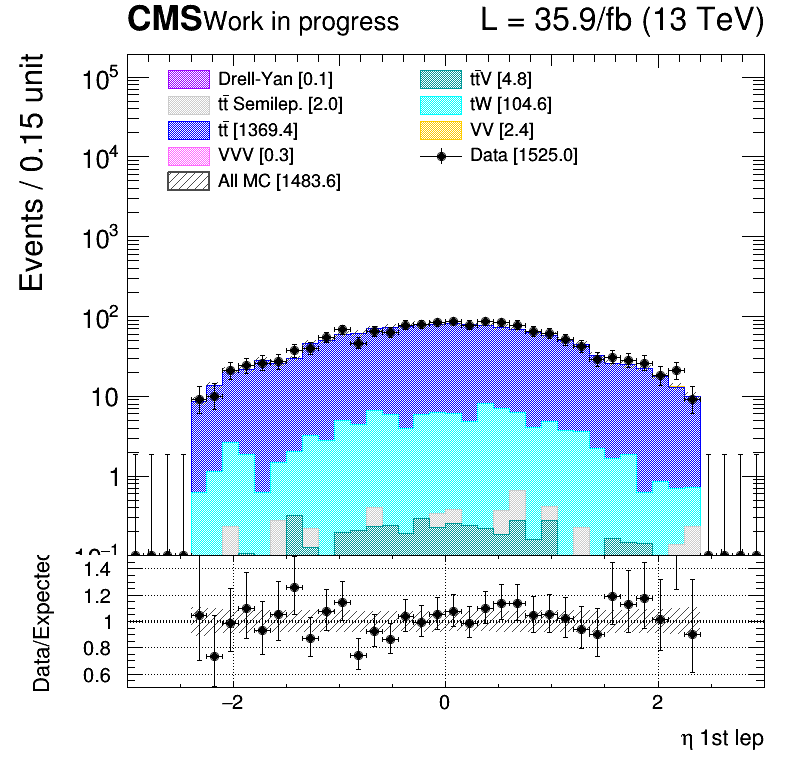 CMS Work in progress L = 35.9/fb (13 TeV)
Events / 0.15 unit
Drell-Yan [0.1] tt̄V [4.8]
tt̄ Semilep. [2.0] tW [104.6]
tt̄ [1369.4] VV [2.4]
VVV [0.3] Data [1525.0]
All MC [1483.6]
10⁵
10⁴
10³
10²
10
1
10⁻¹
Data/Expected
1.4
1.2
1
0.8
0.6
−2 0 2
η 1st lep